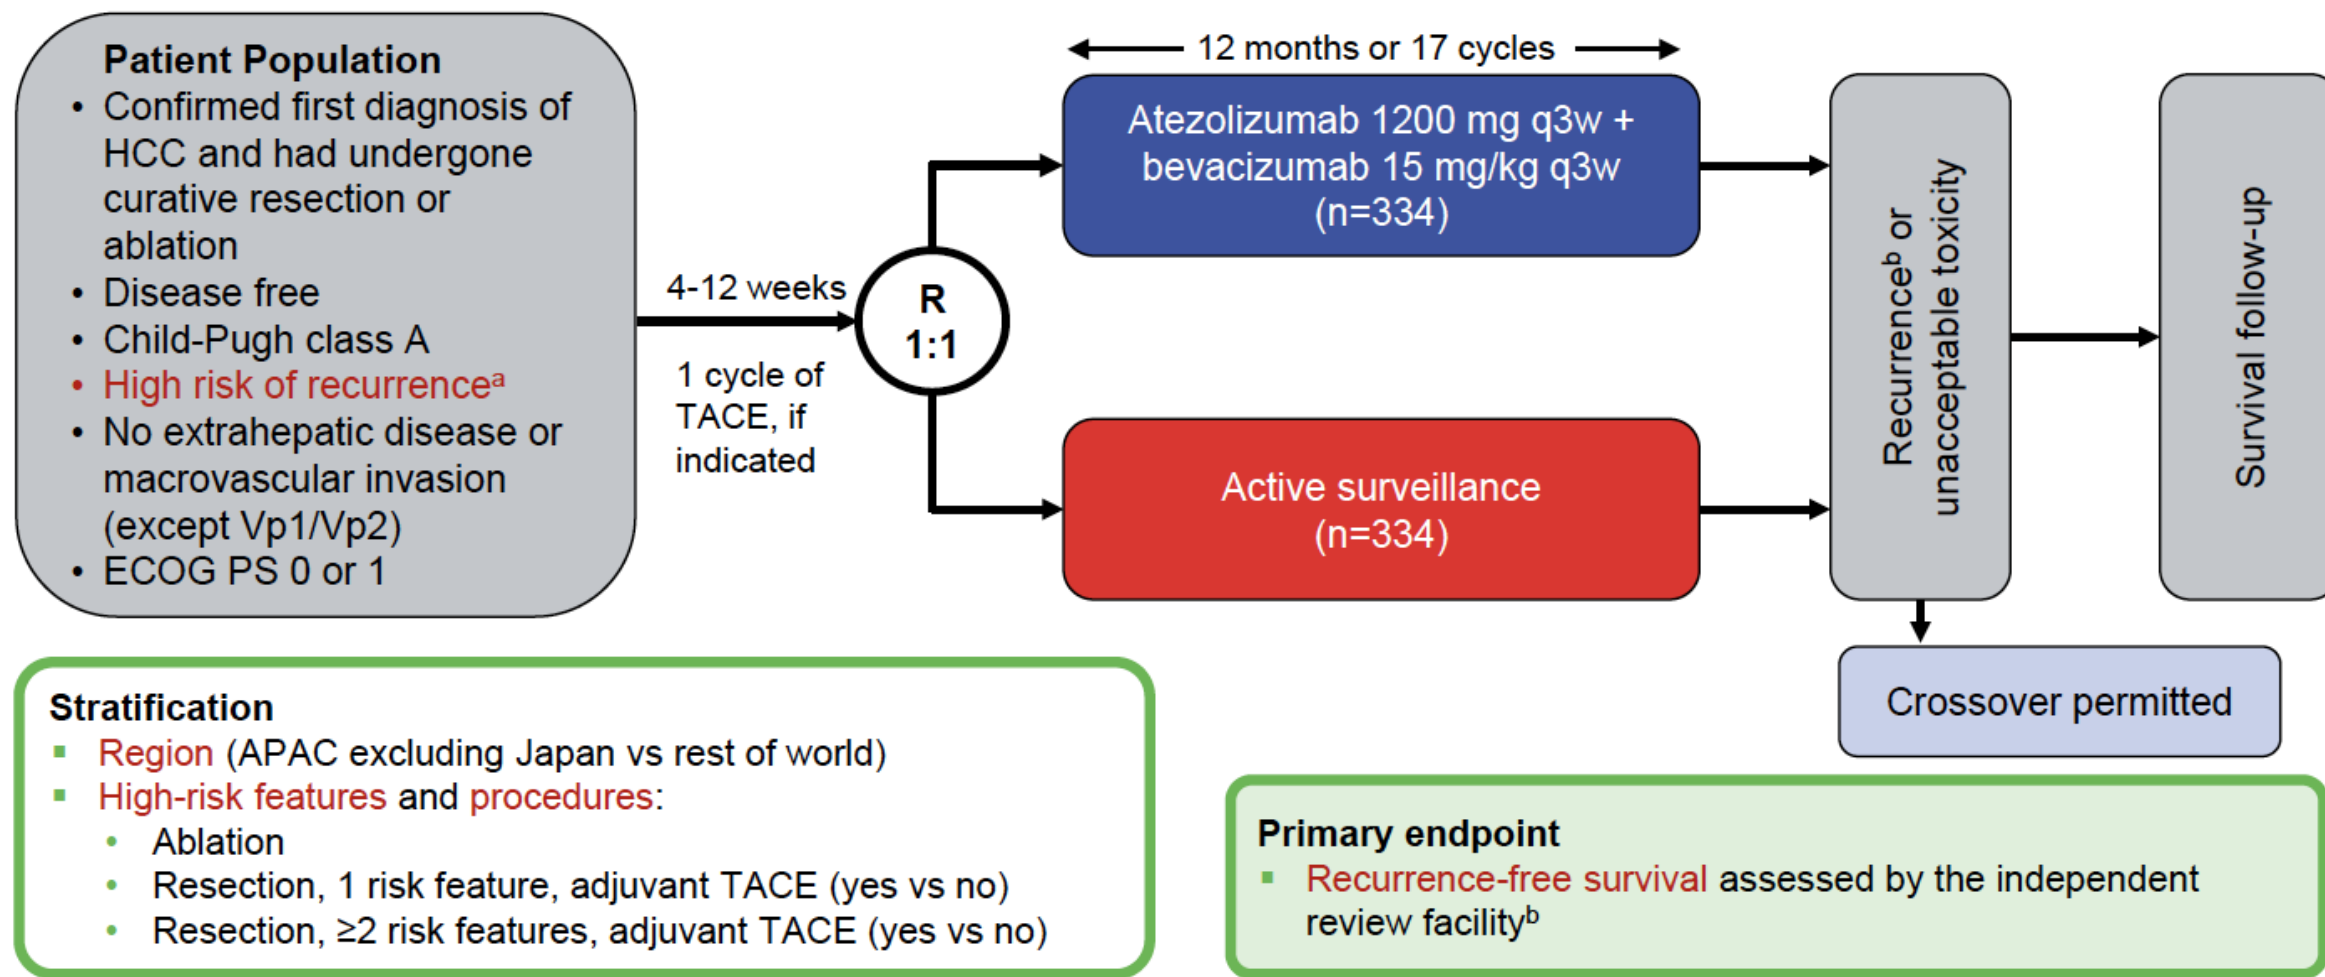 Patient Population
• Confirmed first diagnosis of
HCC and had undergone
curative resection or
ablation
• Disease free
• Child-Pugh class A
• High risk of recurrenceᵃ
• No extrahepatic disease or
macrovascular invasion
(except Vp1/Vp2)
• ECOG PS 0 or 1
4-12 weeks
1 cycle of
TACE, if
indicated
R
1:1
12 months or 17 cycles
Atezolizumab 1200 mg q3w +
bevacizumab 15 mg/kg q3w
(n=334)
Active surveillance
(n=334)
Recurrenceᵇ or
unacceptable toxicity
Survival follow-up
Crossover permitted
Stratification
▪ Region (APAC excluding Japan vs rest of world)
▪ High-risk features and procedures:
• Ablation
• Resection, 1 risk feature, adjuvant TACE (yes vs no)
• Resection, ≥2 risk features, adjuvant TACE (yes vs no)
Primary endpoint
▪ Recurrence-free survival assessed by the independent
review facilityᵇ